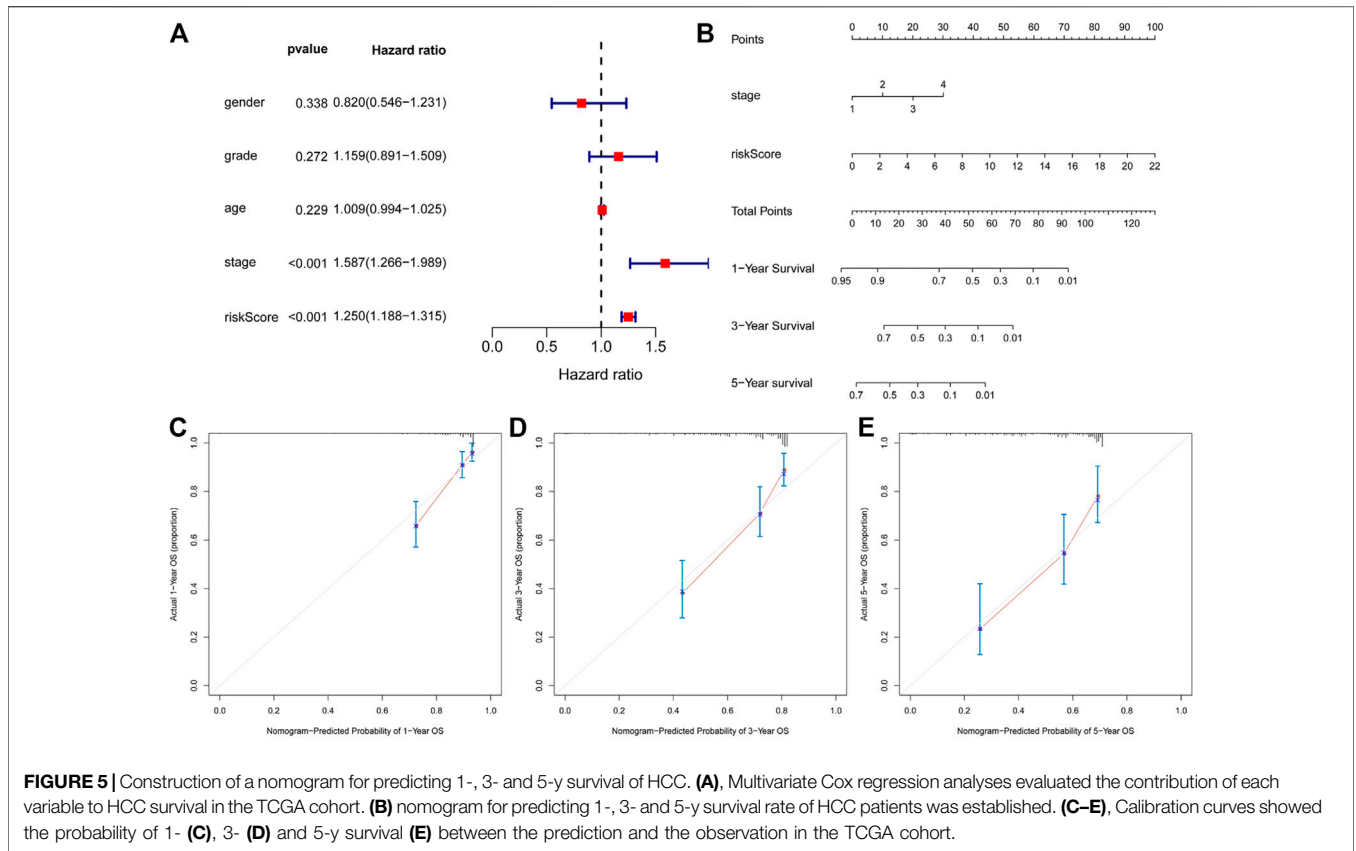 A
pvalue Hazard ratio
gender 0.338 0.820(0.546−1.231)
grade 0.272 1.159(0.891−1.509)
age 0.229 1.009(0.994−1.025)
stage <0.001 1.587(1.266−1.989)
riskScore <0.001 1.250(1.188−1.315)
0.0 0.5 1.0 1.5
Hazard ratio
B
Points
0 10 20 30 40 50 60 70 80 90 100
stage
2 4
1 3
riskScore
0 2 4 6 8 10 12 14 16 18 20 22
Total Points
0 10 20 30 40 50 60 70 80 90 100 120
1−Year Survival
0.95 0.9 0.7 0.5 0.3 0.1 0.01
3−Year Survival
0.7 0.5 0.3 0.1 0.01
5−Year survival
0.7 0.5 0.3 0.1 0.01
C
Actual 1−Year OS (proportion)
1.0
0.8
0.6
0.4
0.2
0.0
0.0 0.2 0.4 0.6 0.8 1.0
Nomogram−Predicted Probability of 1−Year OS
D
Actual 3−Year OS (proportion)
1.0
0.8
0.6
0.4
0.2
0.0
0.0 0.2 0.4 0.6 0.8 1.0
Nomogram−Predicted Probability of 3−Year OS
E
Actual 5−Year OS (proportion)
1.0
0.8
0.6
0.4
0.2
0.0
0.0 0.2 0.4 0.6 0.8 1.0
Nomogram−Predicted Probability of 5−Year OS
FIGURE 5 | Construction of a nomogram for predicting 1-, 3- and 5-y survival of HCC. (A), Multivariate Cox regression analyses evaluated the contribution of each
variable to HCC survival in the TCGA cohort. (B) nomogram for predicting 1-, 3- and 5-y survival rate of HCC patients was established. (C–E), Calibration curves showed
the probability of 1- (C), 3- (D) and 5-y survival (E) between the prediction and the observation in the TCGA cohort.